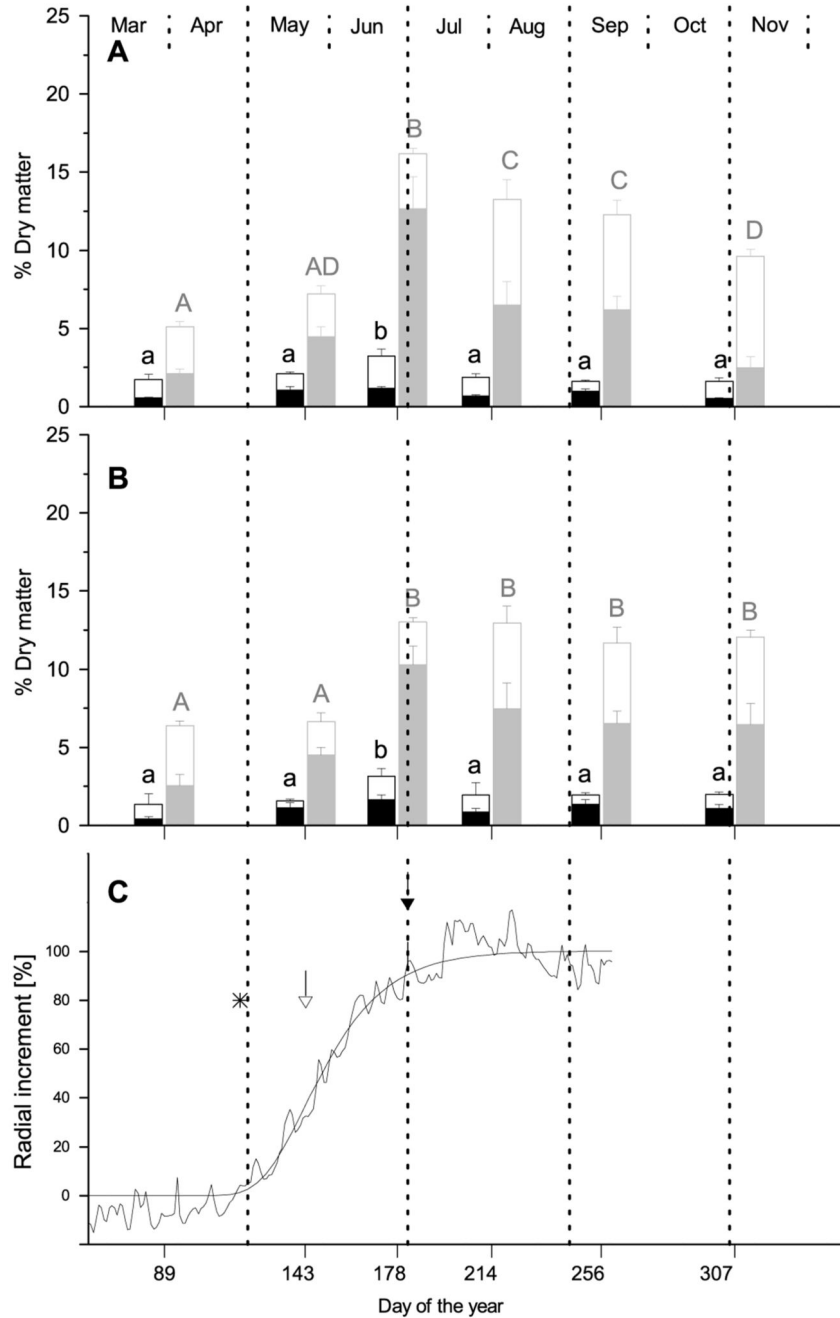 Mar Apr May Jun Jul Aug Sep Oct Nov
A
25
20
15
10
5
0
% Dry matter
a A a AD b B a C a C a D
B
25
20
15
10
5
0
% Dry matter
a A a A b B a B a B a B
C
100
80
60
40
20
0
Radial increment [%]
89 143 178 214 256 307
Day of the year